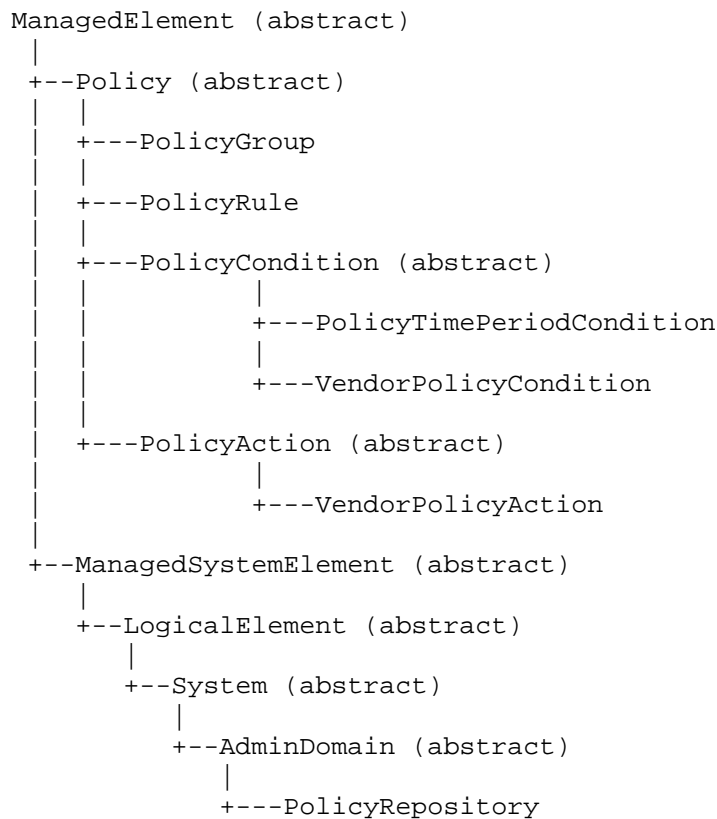 ManagedElement (abstract)
|
+--Policy (abstract)
| |
| +---PolicyGroup
| |
| +---PolicyRule
| |
| +---PolicyCondition (abstract)
| | |
| | +---PolicyTimePeriodCondition
| | |
| | +---VendorPolicyCondition
| |
| +---PolicyAction (abstract)
| |
| +---VendorPolicyAction
|
+--ManagedSystemElement (abstract)
|
+--LogicalElement (abstract)
|
+--System (abstract)
|
+--AdminDomain (abstract)
|
+---PolicyRepository